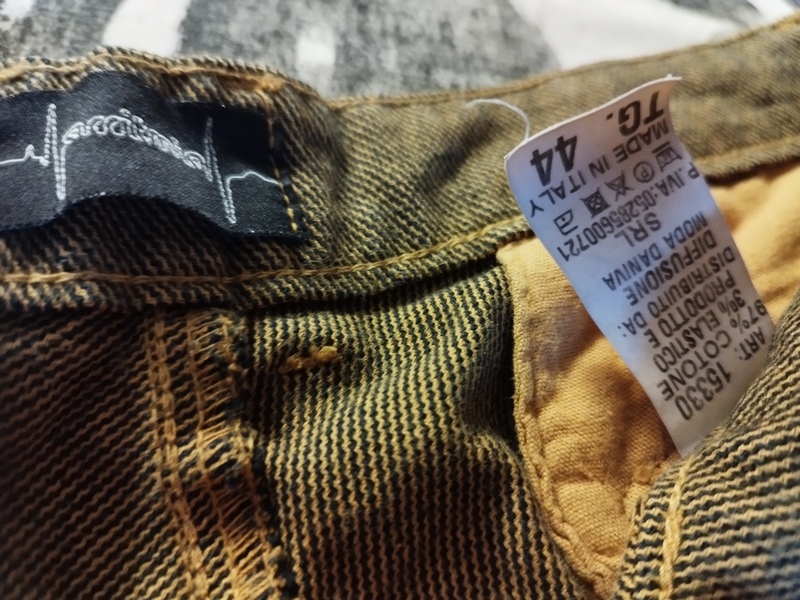 ART: 15330
97% COTONE
3% ELASTICO
PRODOTTO E
DISTRIBUITO DA:
DIFFUSIONE
MODA DANIVA
SRL
P.IVA:05285600721
MADE IN ITALY
TG. 44